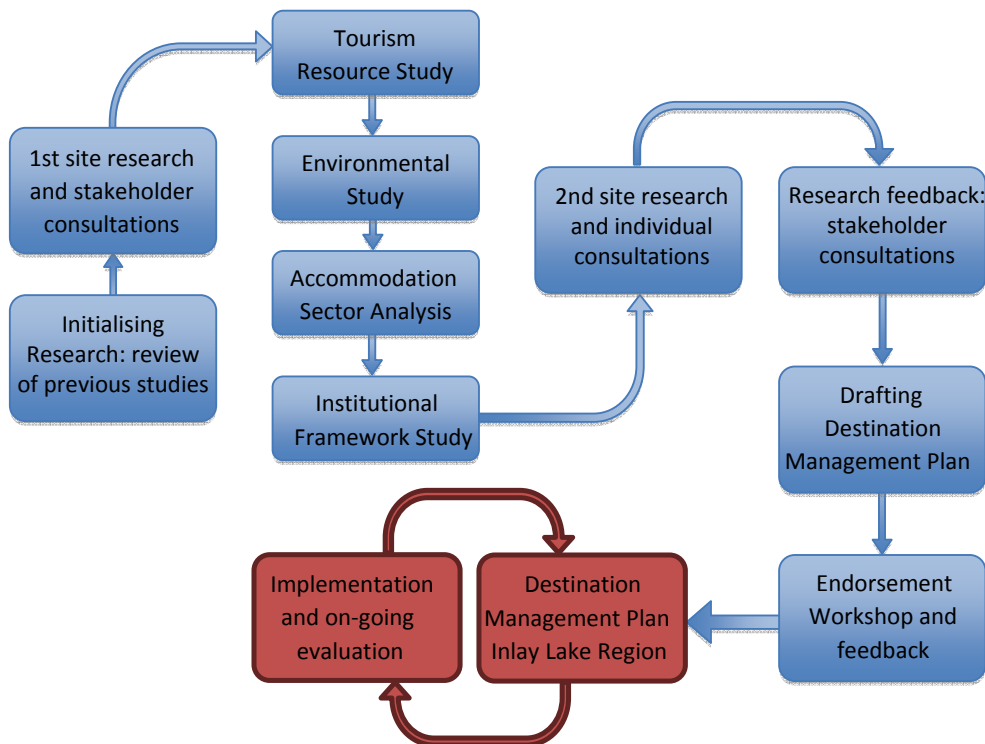 Initialising
Research: review
of previous studies
1st site research
and stakeholder
consultations
Tourism
Resource Study
Environmental
Study
Accommodation
Sector Analysis
Institutional
Framework Study
2nd site research
and individual
consultations
Research feedback:
stakeholder
consultations
Drafting
Destination
Management Plan
Endorsement
Workshop and
feedback
Destination
Management Plan
Inlay Lake Region
Implementation
and on-going
evaluation